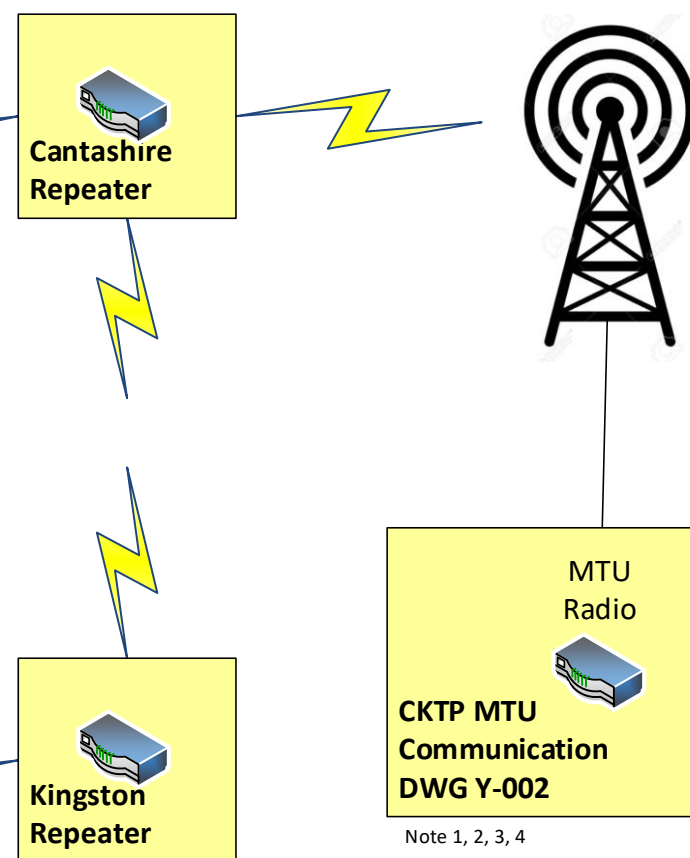 Cantashire
Repeater
MTU
Radio
CKTP MTU
Communication
DWG Y-002
Kingston
Repeater
Note 1, 2, 3, 4